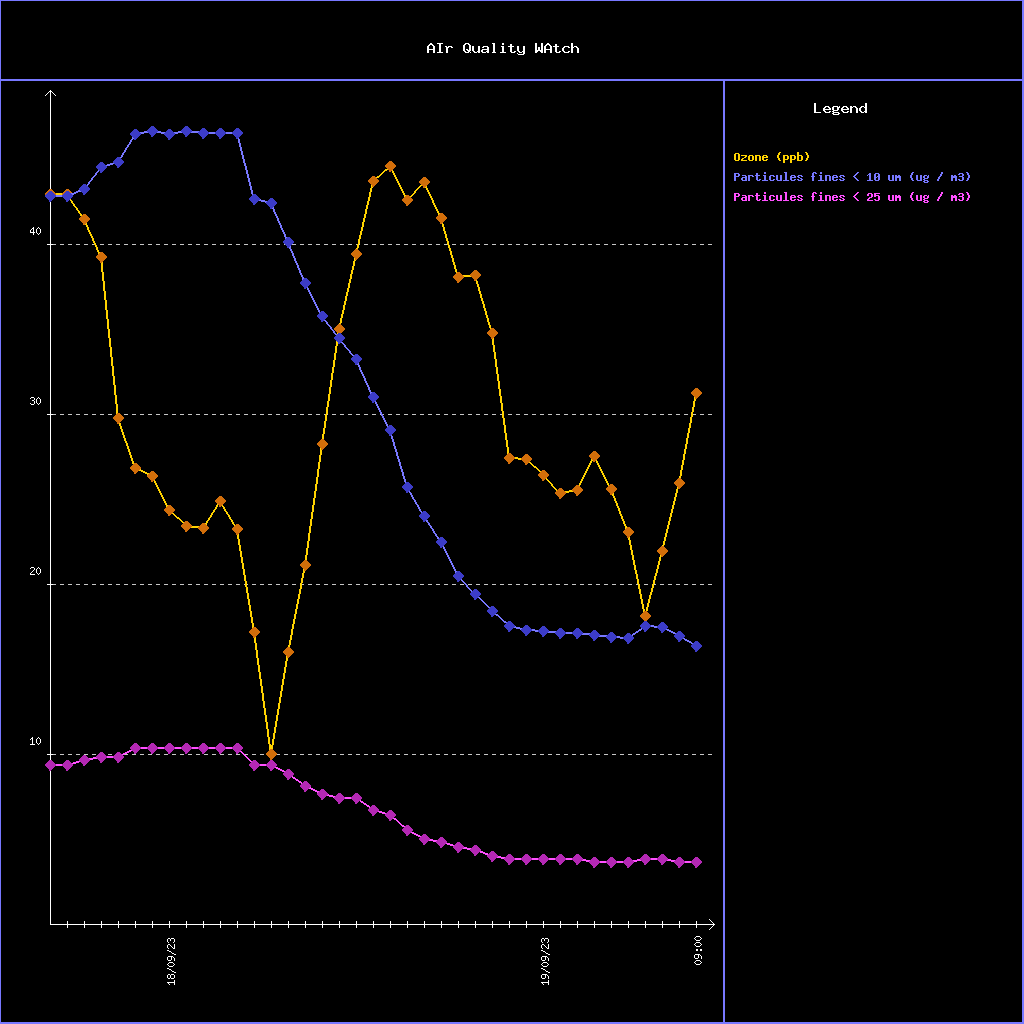 AIr Quality WAtch
Legend
Ozone (ppb)
Particules fines < 10 um (ug / m3)
Particules fines < 25 um (ug / m3)
40
30
20
10
18/09/23
19/09/23
09:00